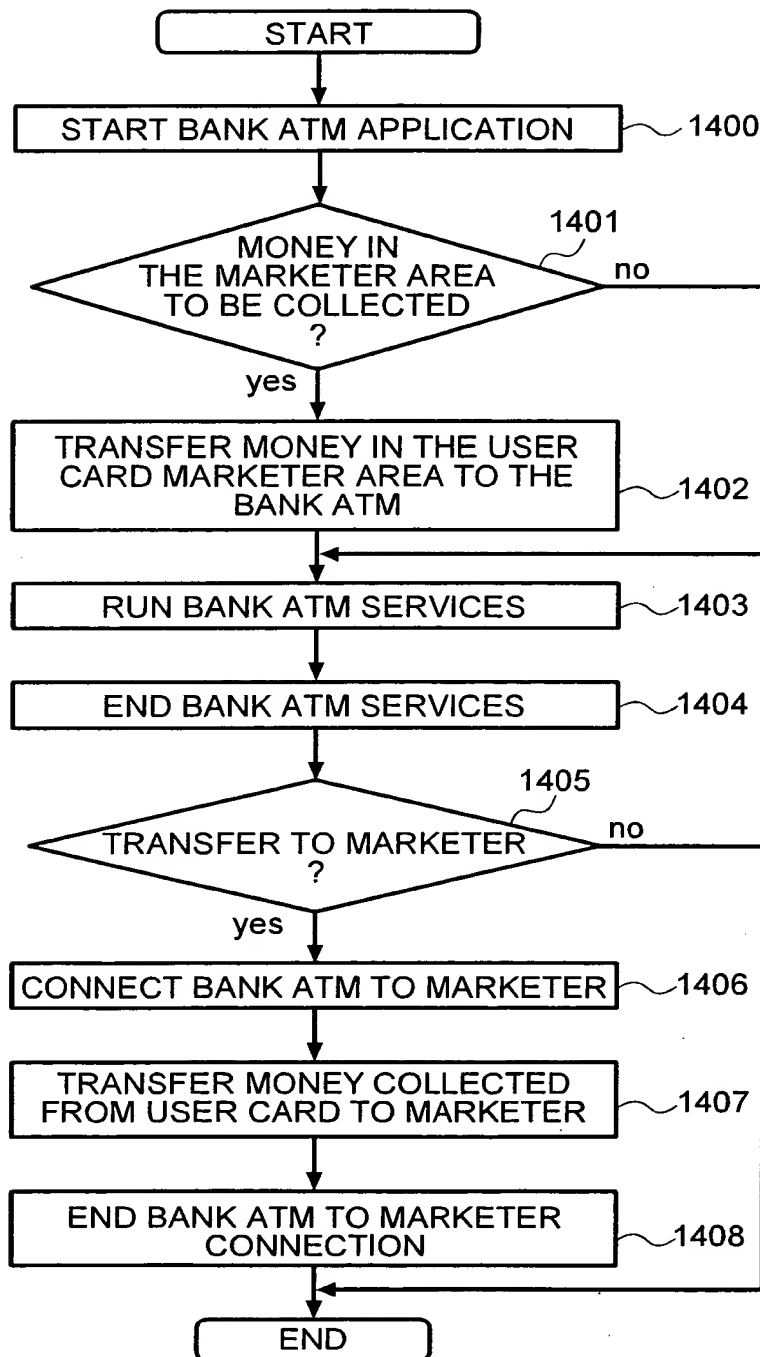 START
START BANK ATM APPLICATION
1400
MONEY IN
THE MARKETER AREA
TO BE COLLECTED
?
1401
no
yes
TRANSFER MONEY IN THE USER
CARD MARKETER AREA TO THE
BANK ATM
1402
RUN BANK ATM SERVICES
1403
END BANK ATM SERVICES
1404
TRANSFER TO MARKETER
?
1405
no
yes
CONNECT BANK ATM TO MARKETER
1406
TRANSFER MONEY COLLECTED
FROM USER CARD TO MARKETER
1407
END BANK ATM TO MARKETER
CONNECTION
1408
END